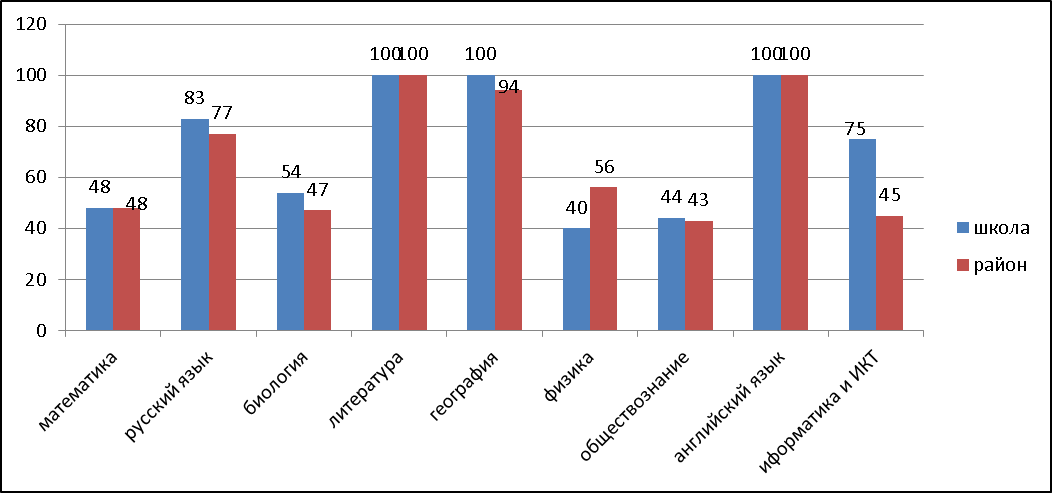 120
100
80
60
40
20
0
48 48
83 77
54 47
100 100
100 94
40 56
44 43
100 100
75 45
математика
русский язык
биология
литература
география
физика
обществознание
английский язык
иформатика и ИКТ
школа
район